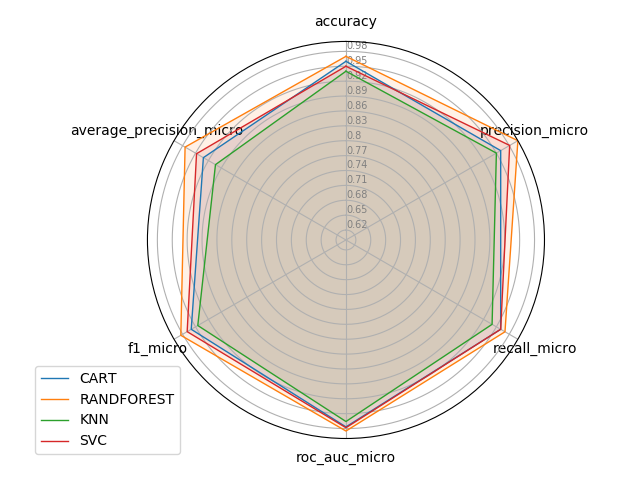 accuracy
0.98
0.95
0.92
0.89
0.86
0.83
0.8
0.77
0.74
0.71
0.68
0.65
0.62
average_precision_micro
precision_micro
f1_micro
recall_micro
roc_auc_micro
CART
RANDFOREST
KNN
SVC